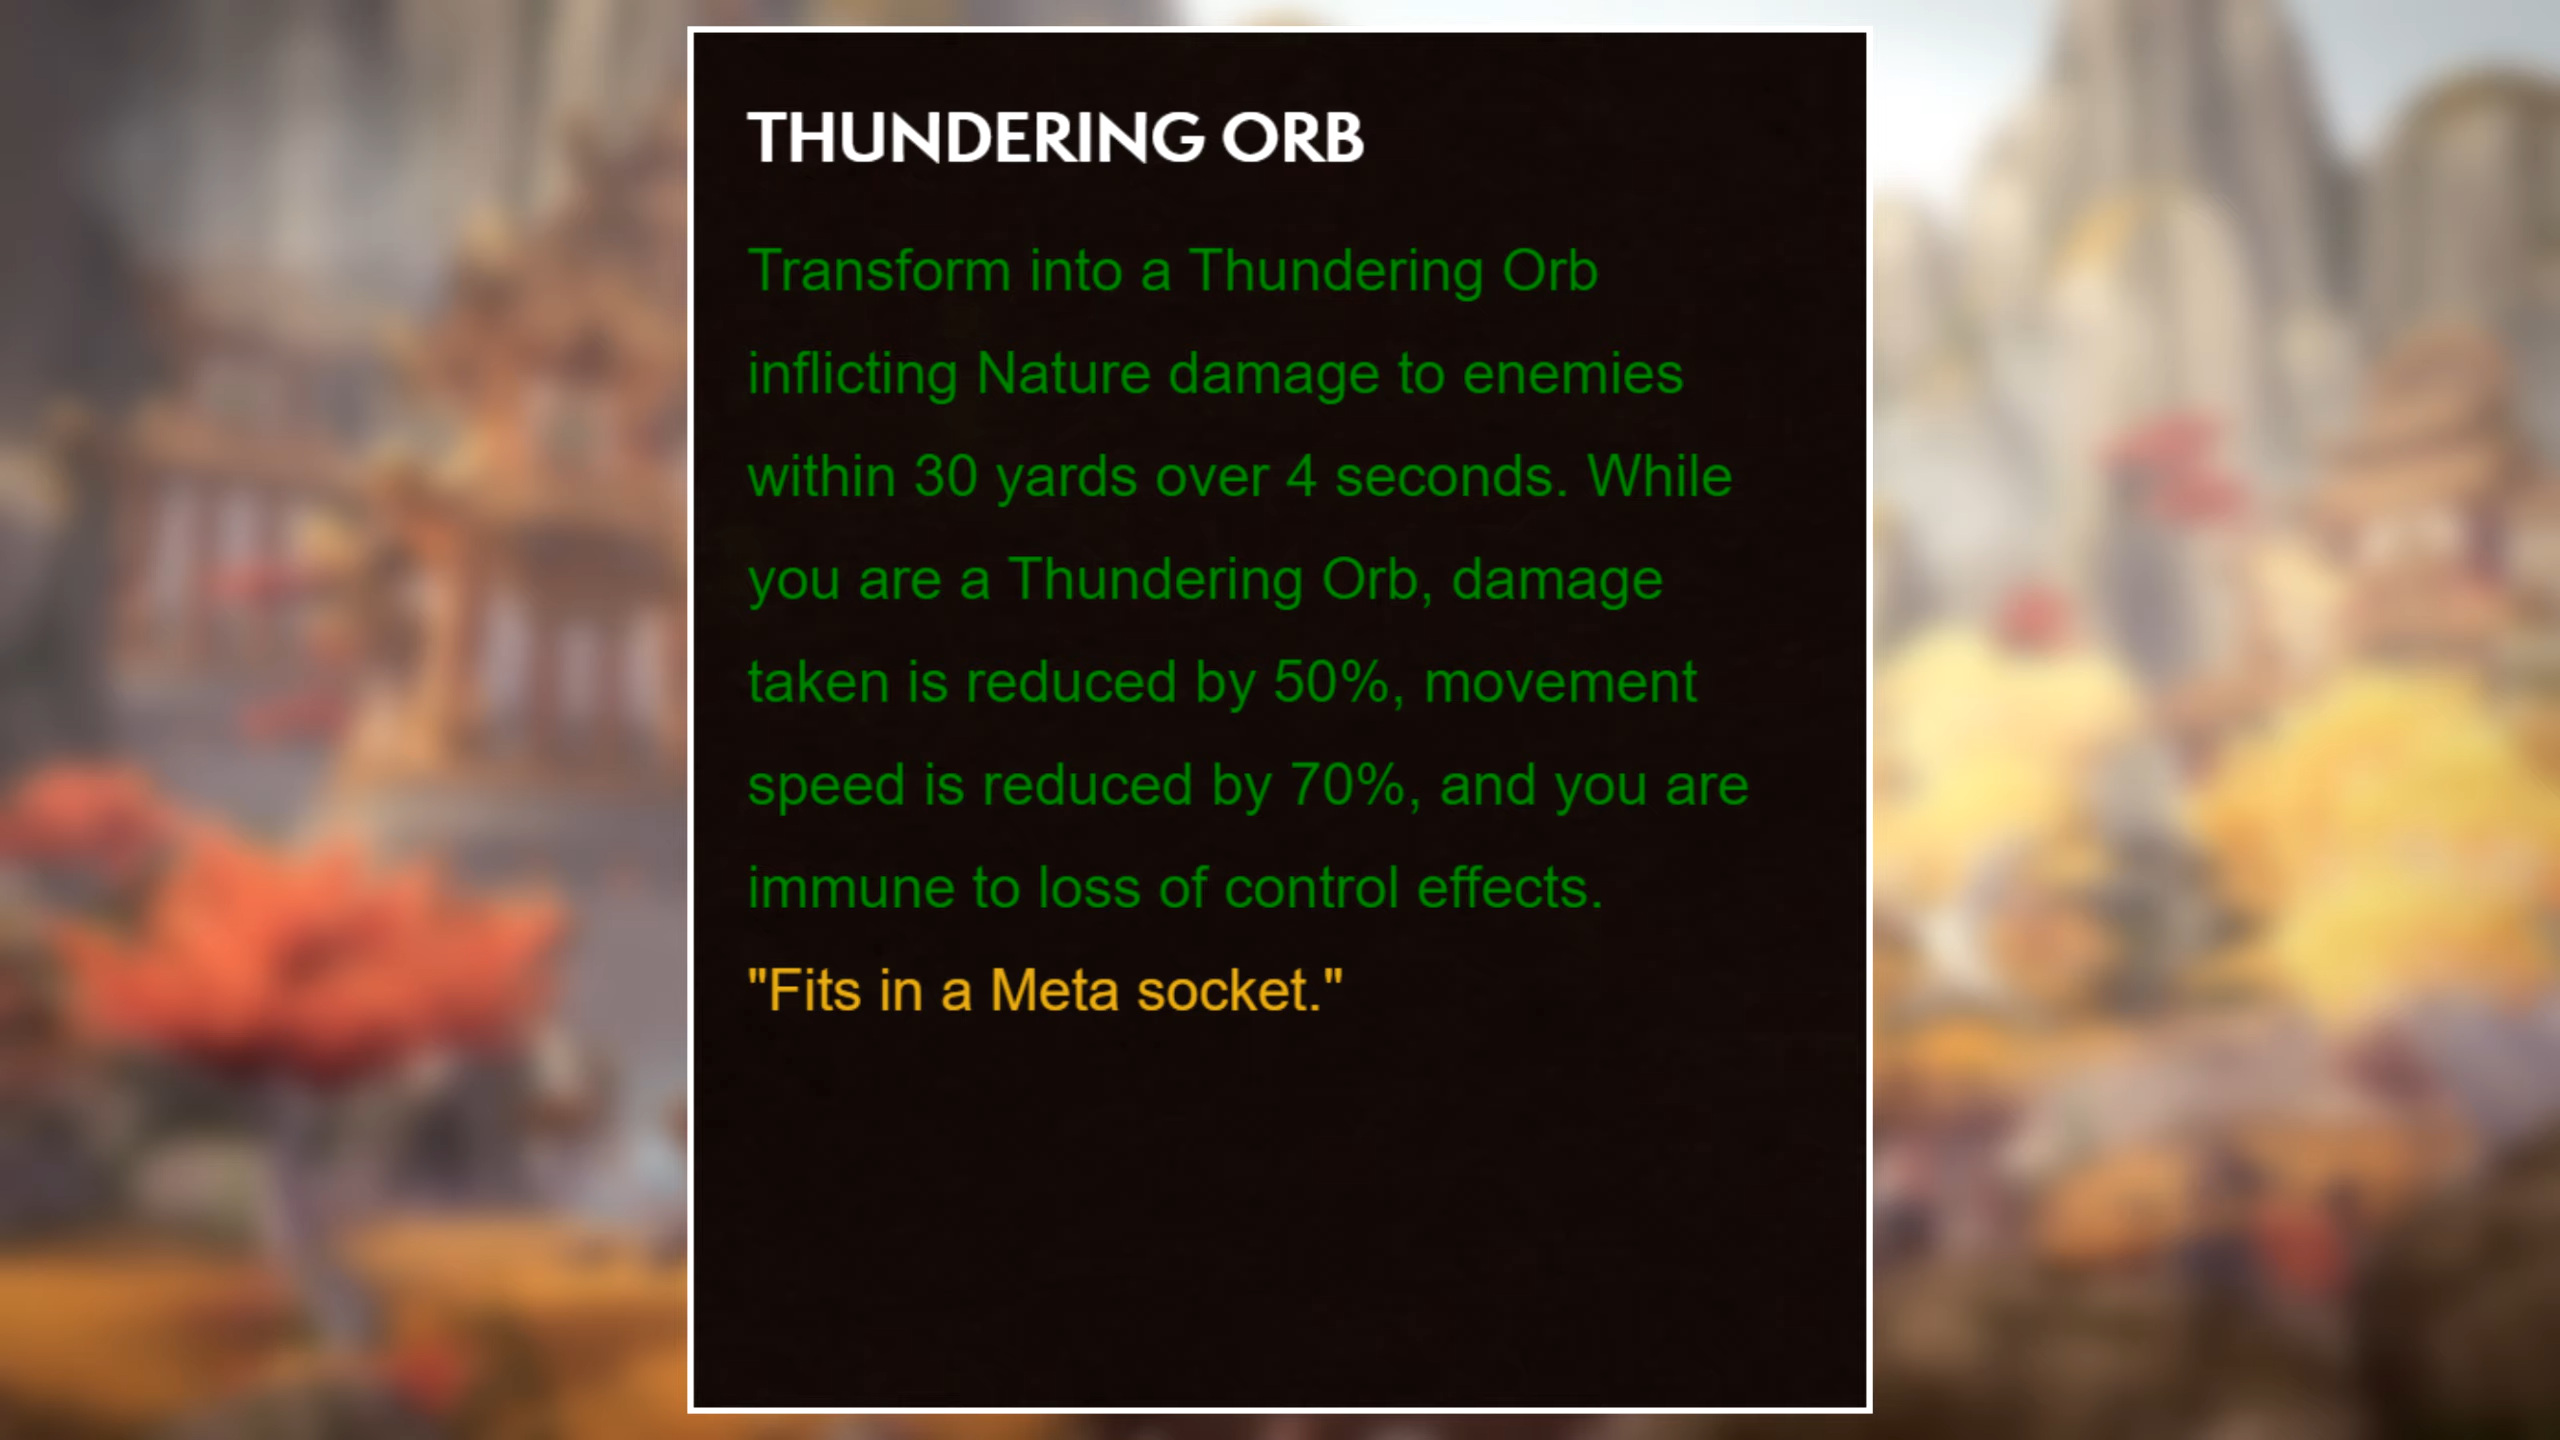 THUNDERING ORB
Transform into a Thundering Orb
inflicting Nature damage to enemies
within 30 yards over 4 seconds. While
you are a Thundering Orb, damage
taken is reduced by 50%, movement
speed is reduced by 70%, and you are
immune to loss of control effects.
"Fits in a Meta socket."